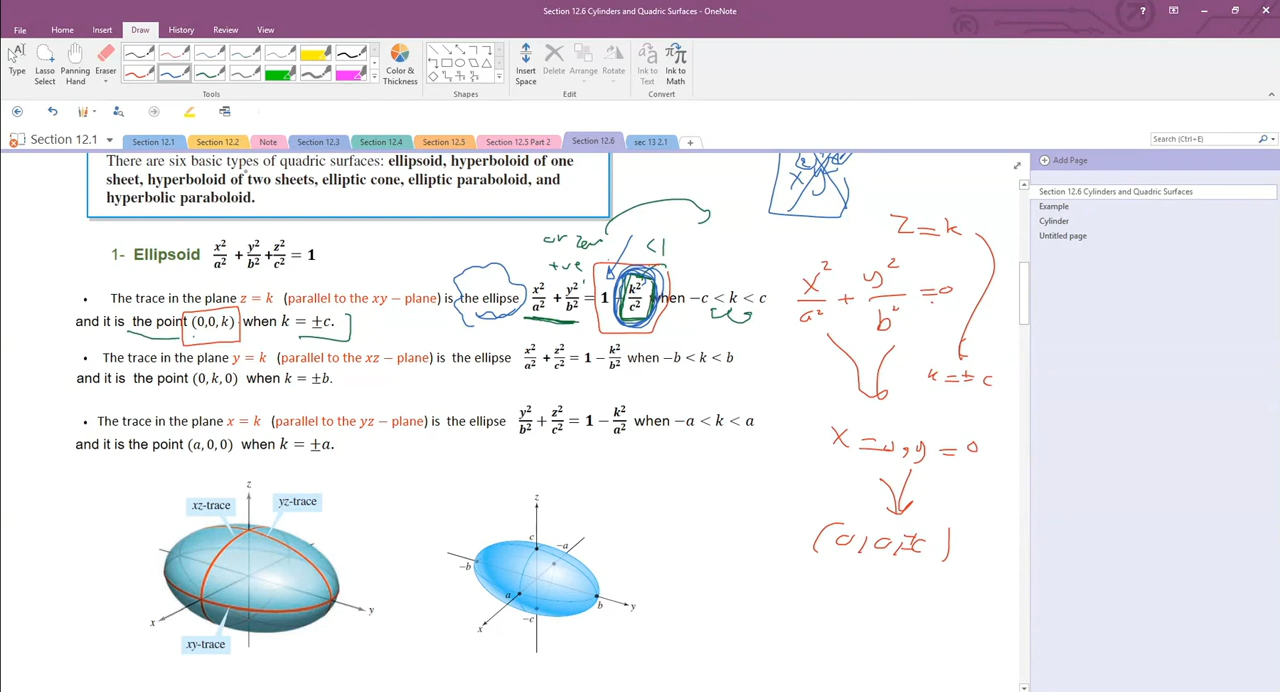 Section 12.6 Cylinders and Quadric Surfaces - OneNote
File Home Insert Draw History Review View
Type
Lasso Select
Panning Hand
Eraser
Color & Thickness
Insert Space
Delete
Arrange
Rotate
Ink to Text
Ink to Math
Tools
Shapes
Edit
Convert
Section 12.1
Section 12.1 Section 12.2 Note Section 12.3 Section 12.4 Section 12.5 Section 12.5 Part 2 Section 12.6 sec 13 2.1
Search (Ctrl+E)
Add Page
Section 12.6 Cylinders and Quadric Surfaces
Example
Cylinder
Untitled page
There are six basic types of quadric surfaces: ellipsoid, hyperboloid of one
sheet, hyperboloid of two sheets, elliptic cone, elliptic paraboloid, and
hyperbolic paraboloid.
1- Ellipsoid x²/a² + y²/b² + z²/c² = 1
or zero
+ve
<1
• The trace in the plane z = k (parallel to the xy − plane) is the ellipse x²/a² + y²/b² = 1 − k²/c² when −c < k < c
and it is the point (0,0,k) when k = ±c.
• The trace in the plane y = k (parallel to the xz − plane) is the ellipse x²/a² + z²/c² = 1 − k²/b² when −b < k < b
and it is the point (0,k,0) when k = ±b.
• The trace in the plane x = k (parallel to the yz − plane) is the ellipse y²/b² + z²/c² = 1 − k²/a² when −a < k < a
and it is the point (a,0,0) when k = ±a.
z = k
x²/a² + y²/b² = 0
k = ± c
x = 0, y = 0
(0,0,±c)
z
xz-trace
yz-trace
x
y
xy-trace
z
c
−a
−b
a
b
y
−c
x